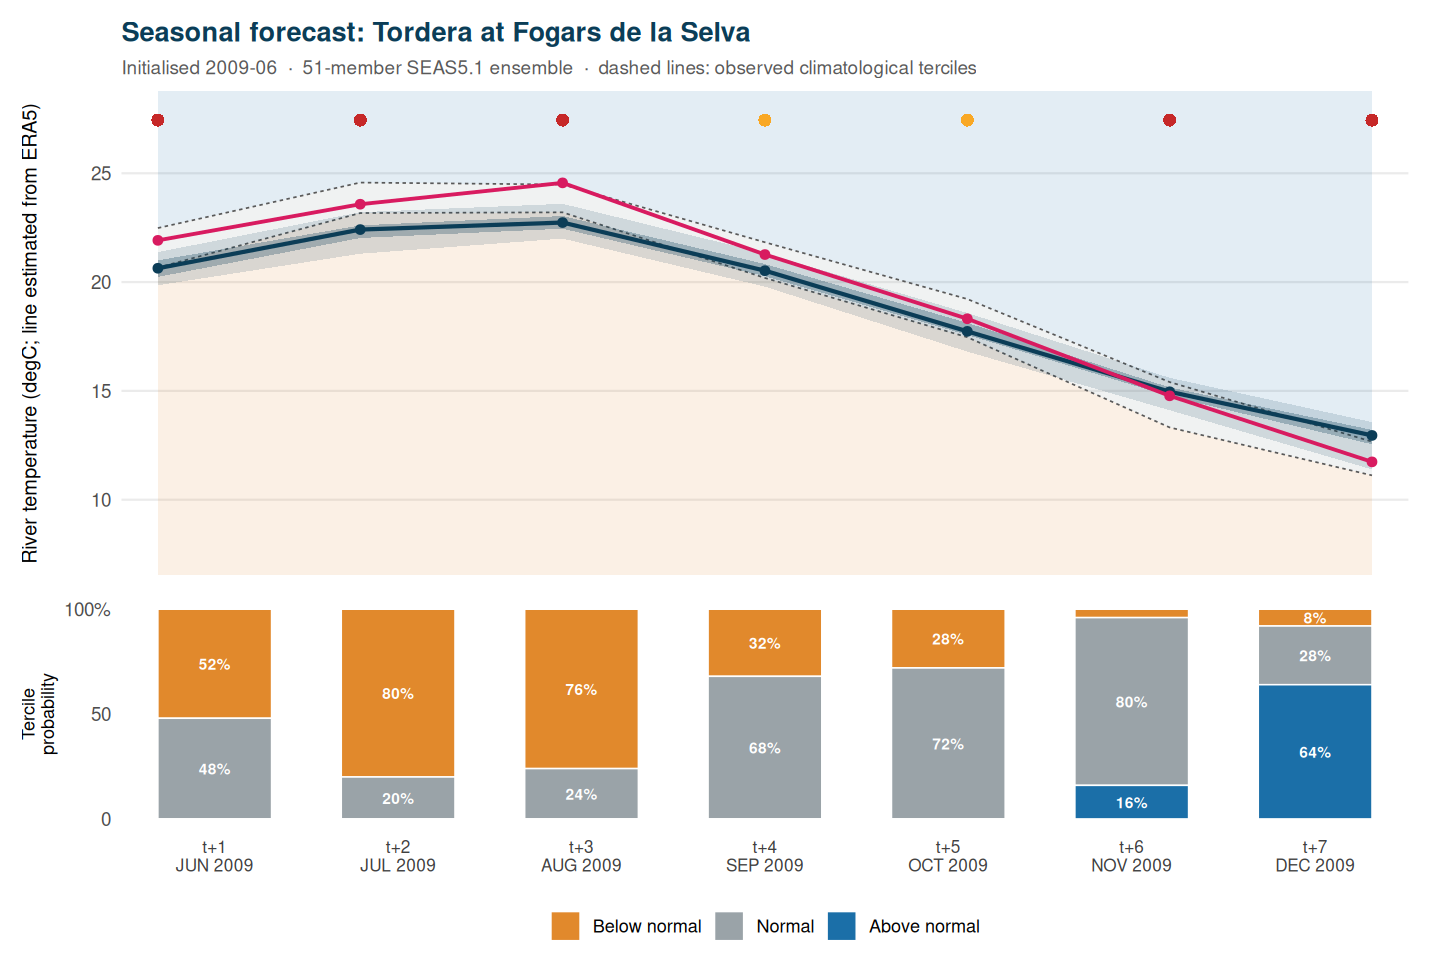 Seasonal forecast: Tordera at Fogars de la Selva
Initialised 2009-06 · 51-member SEAS5.1 ensemble · dashed lines: observed climatological terciles
River temperature (degC; line estimated from ERA5)
25
20
15
10
100%
50
0
Tercile
probability
52%
48%
80%
20%
76%
24%
32%
68%
28%
72%
80%
16%
8%
28%
64%
t+1
JUN 2009
t+2
JUL 2009
t+3
AUG 2009
t+4
SEP 2009
t+5
OCT 2009
t+6
NOV 2009
t+7
DEC 2009
Below normal
Normal
Above normal